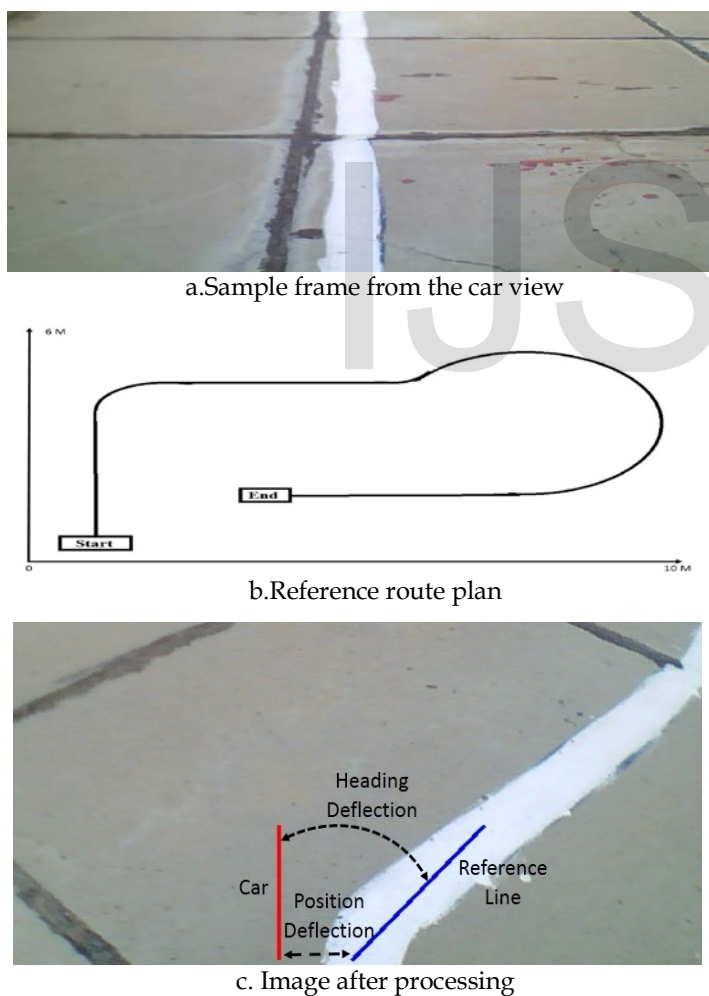 IJS
a.Sample frame from the car view
6 M
End
Start
0
10 M
b.Reference route plan
Heading
Deflection
Car
Position
Deflection
Reference
Line
c. Image after processing